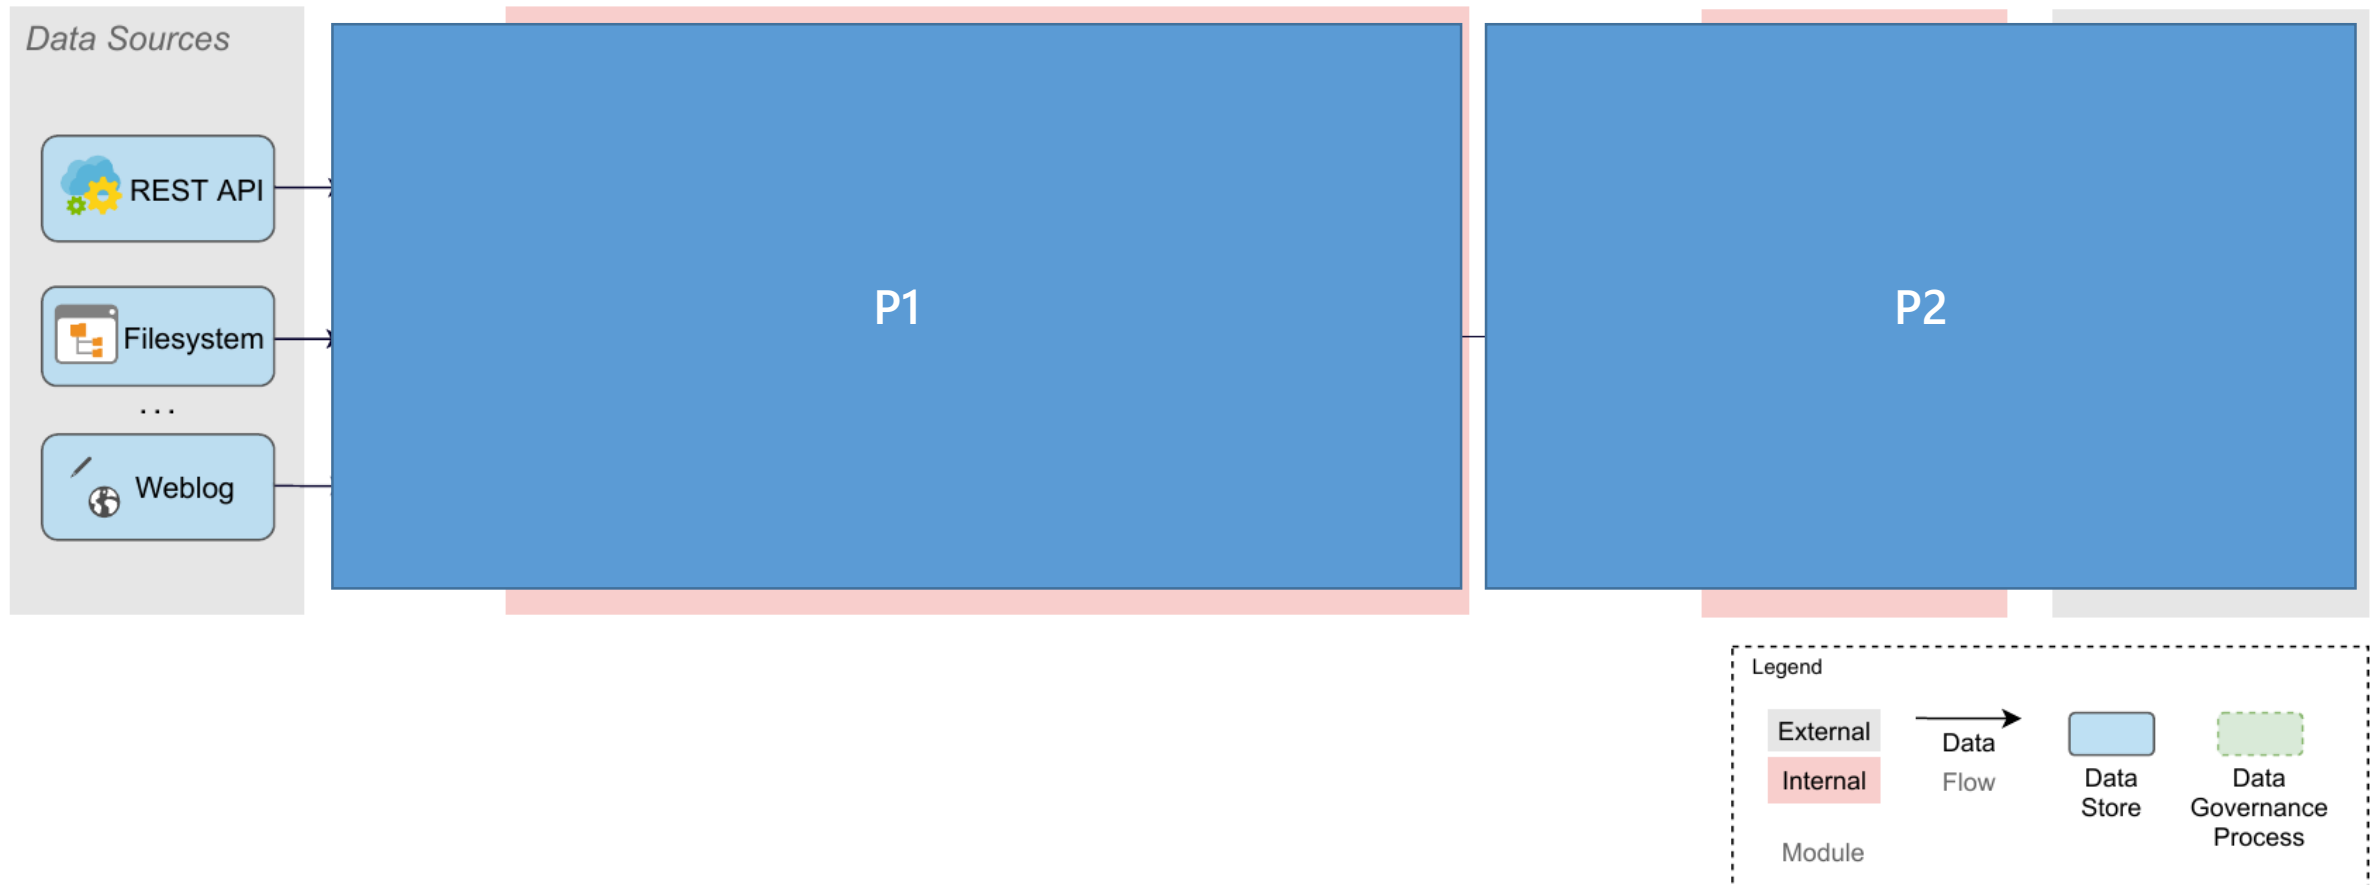 Data Sources
REST API
Filesystem
...
Weblog
P1
P2
Legend
External
Internal
Module
Data
Flow
Data
Store
Data
Governance
Process